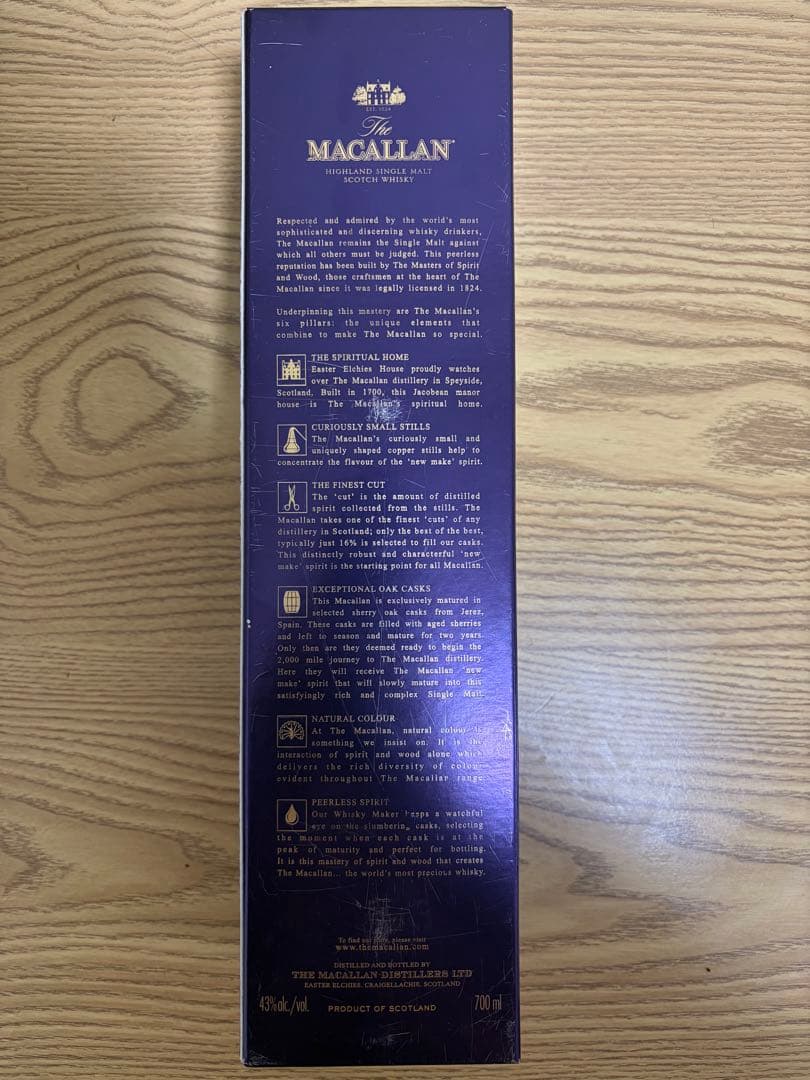 EST. 1824
The
MACALLAN
HIGHLAND SINGLE MALT
SCOTCH WHISKY
Respected and admired by the world's most
sophisticated and discerning whisky drinkers,
The Macallan remains the Single Malt against
which all others must be judged. This peerless
reputation has been built by The Masters of Spirit
and Wood, those craftsmen at the heart of The
Macallan since it was legally licensed in 1824.
Underpinning this mastery are The Macallan's
six pillars: the unique elements that
combine to make The Macallan so special.
THE SPIRITUAL HOME
Easter Elchies House proudly watches
over The Macallan distillery in Speyside,
Scotland. Built in 1700, this Jacobean manor
house is The Macallan's spiritual home.
CURIOUSLY SMALL STILLS
The Macallan's curiously small and
uniquely shaped copper stills help to
concentrate the flavour of the 'new make' spirit.
THE FINEST CUT
The 'cut' is the amount of distilled
spirit collected from the stills. The
Macallan takes one of the finest 'cuts' of any
distillery in Scotland; only the best of the best,
typically just 16% is selected to fill our casks.
This distinctly robust and characterful 'new
make' spirit is the starting point for all Macallan.
EXCEPTIONAL OAK CASKS
This Macallan is exclusively matured in
selected sherry oak casks from Jerez,
Spain. These casks are filled with aged sherries
and left to season and mature for two years.
Only then are they deemed ready to begin the
2,000 mile journey to The Macallan distillery.
Here they will receive The Macallan 'new
make' spirit that will slowly mature into this
satisfyingly rich and complex Single Malt.
NATURAL COLOUR
At The Macallan, natural colour is
something we insist on. It is the
interaction of spirit and wood alone which
delivers the rich diversity of colour
evident throughout The Macallan range.
PEERLESS SPIRIT
Our Whisky Maker keeps a watchful
eye on the slumbering casks, selecting
the moment when each cask is at the
peak of maturity and perfect for bottling.
It is this mastery of spirit and wood that creates
The Macallan... the world's most precious whisky.
To find out more, please visit
www.themacallan.com
DISTILLED AND BOTTLED BY
THE MACALLAN DISTILLERS LTD
EASTER ELCHIES, CRAIGELLACHIE, SCOTLAND
43%alc./vol. PRODUCT OF SCOTLAND 700 ml